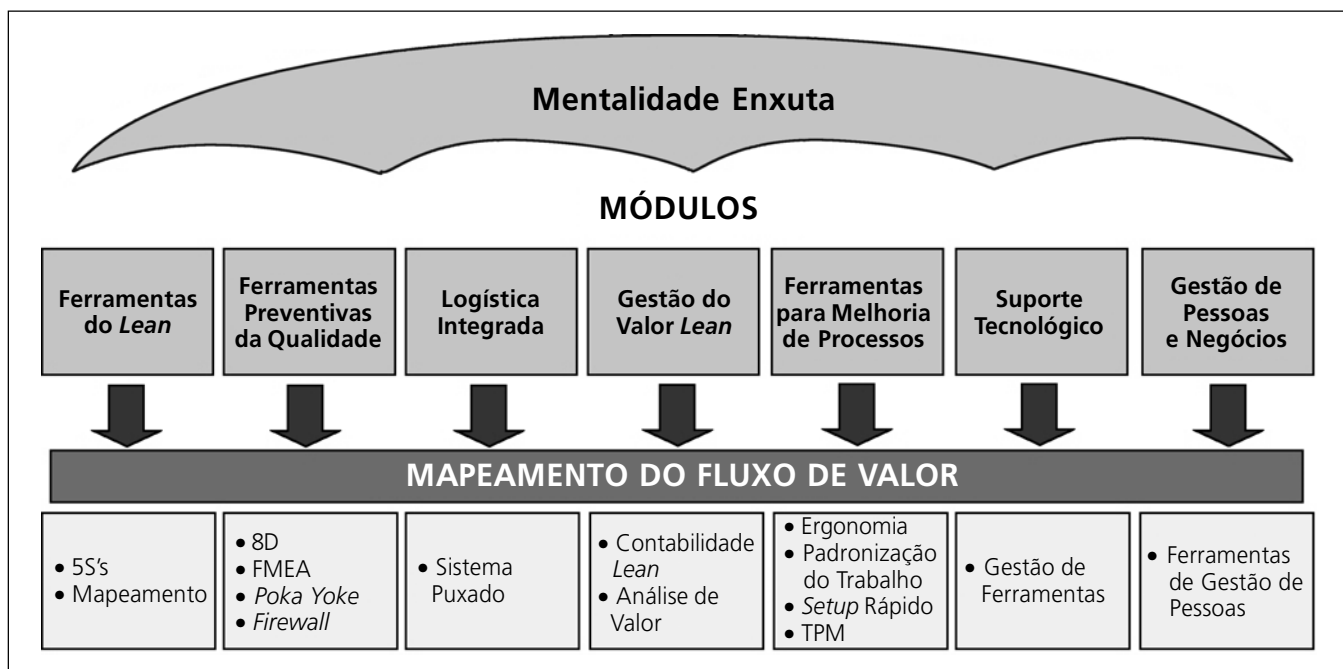 Mentalidade Enxuta
MÓDULOS
Ferramentas
do Lean
Ferramentas
Preventivas
da Qualidade
Logística
Integrada
Gestão do
Valor Lean
Ferramentas
para Melhoria
de Processos
Suporte
Tecnológico
Gestão de
Pessoas
e Negócios
MAPEAMENTO DO FLUXO DE VALOR
• 5S's
• Mapeamento
• 8D
• FMEA
• Poka Yoke
• Firewall
• Sistema
Puxado
• Contabilidade
Lean
• Análise de
Valor
• Ergonomia
• Padronização
do Trabalho
• Setup Rápido
• TPM
• Gestão de
Ferramentas
• Ferramentas
de Gestão de
Pessoas